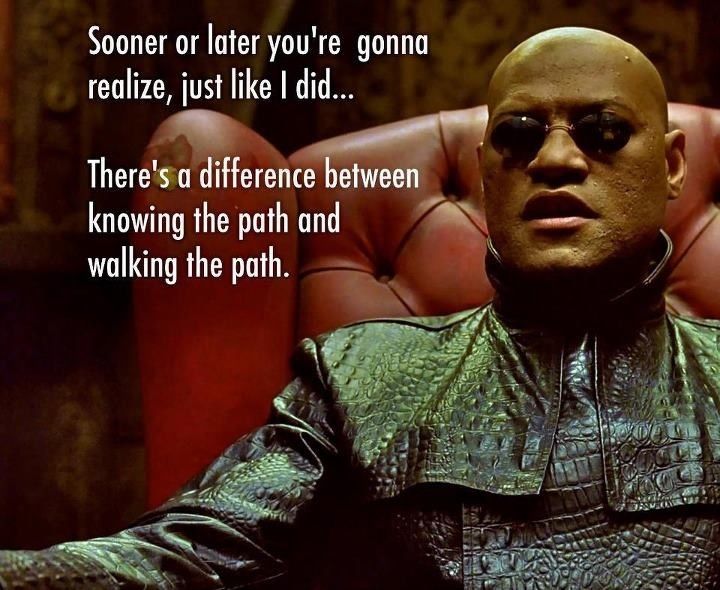 Sooner or later you're gonna
realize, just like I did...
There's a difference between
knowing the path and
walking the path.